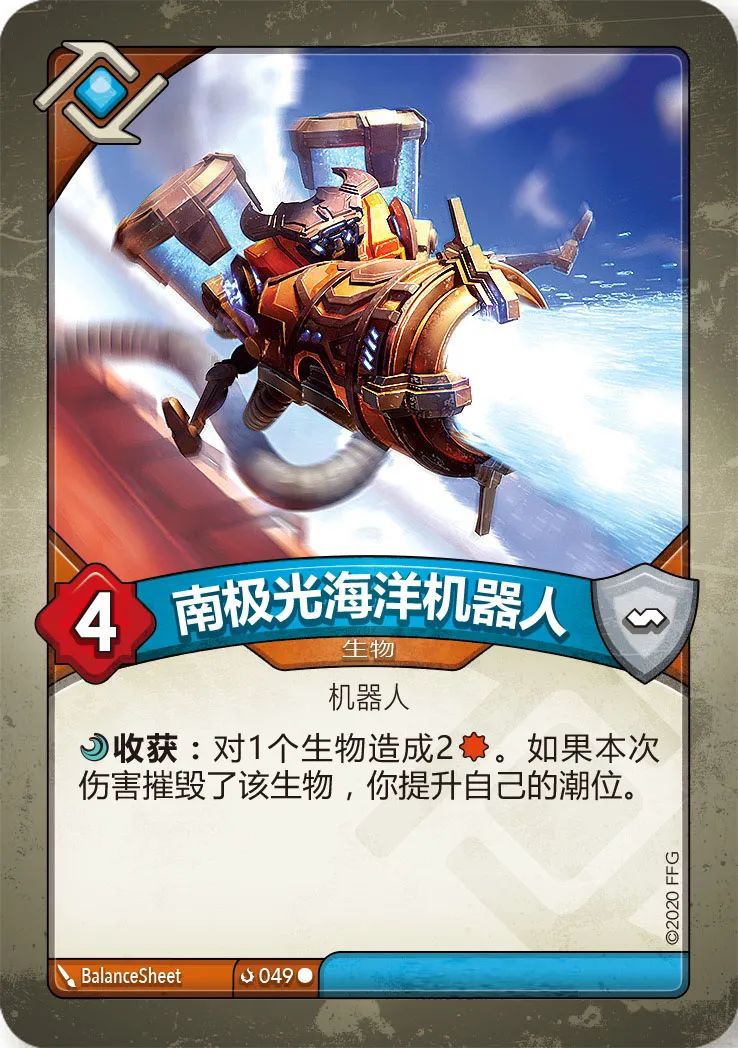 南极光海洋机器人
4
生物
机器人
收获：对1个生物造成2。如果本次
伤害摧毁了该生物，你提升自己的潮位。
©2020 FFG
BalanceSheet
049